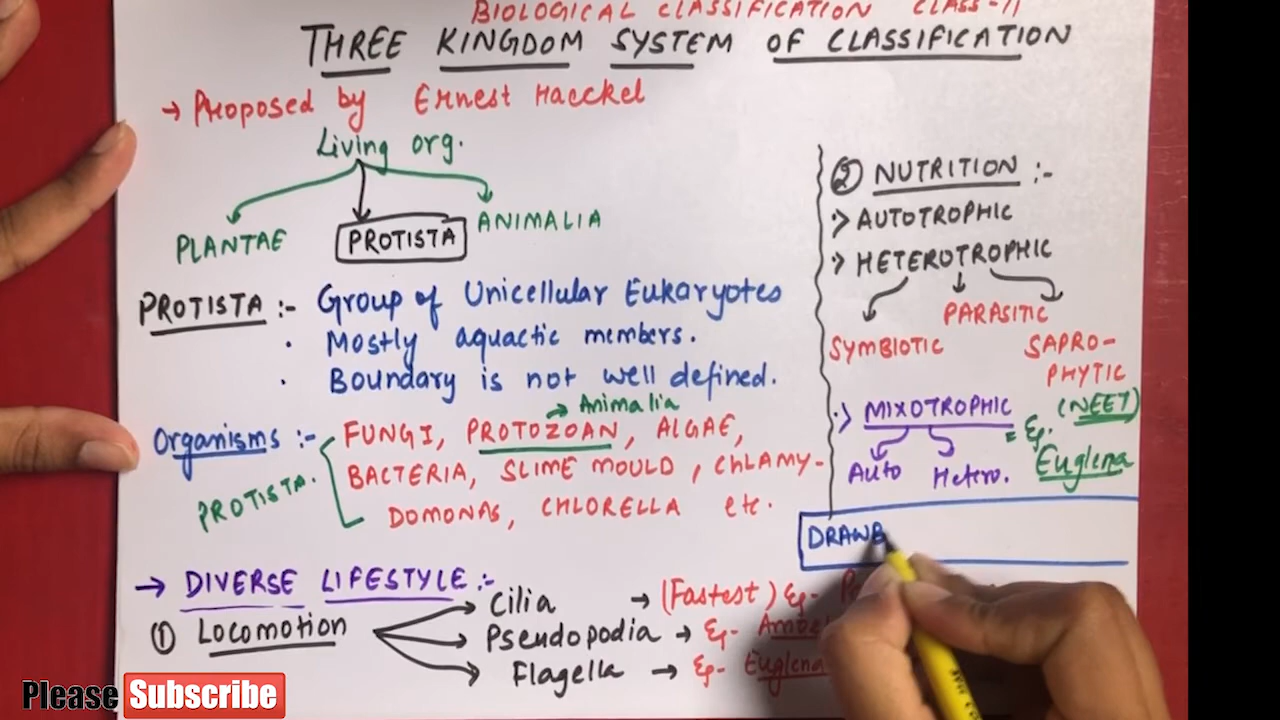 BIOLOGICAL CLASSIFICATION CLASS-11
THREE KINGDOM SYSTEM OF CLASSIFICATION
→ Proposed by Ernest Haeckel
Living org.
PLANTAE PROTISTA ANIMALIA
PROTISTA :- Group of Unicellular Eukaryotes
· Mostly aquactic members.
· Boundary is not well defined.
→ Animalia
Organisms :- FUNGI, PROTOZOAN, ALGAE,
PROTISTA. BACTERIA, SLIME MOULD, CHLAMY-
DOMONAS, CHLORELLA etc.
→ DIVERSE LIFESTYLE :-
① Locomotion
Cilia → (Fastest) Eg-
Pseudopodia → Eg-
Flagella → Eg- Euglena
② NUTRITION :-
AUTOTROPHIC
HETEROTROPHIC
PARASITIC
SYMBIOTIC SAPRO-
PHYTIC
MIXOTROPHIC (NEET)
= Eg.
Auto Hetero. Euglena
DRAWB
Please Subscribe